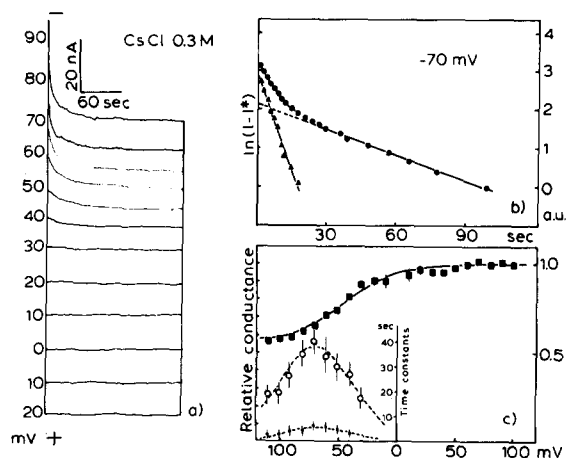 −
90
CsCl 0.3M
80
20 nA
60 sec
70
60
50
40
30
20
10
0
10
20
a)
mV +
4
-70 mV
3
2
1
0
ln(I-I*)
a.u.
30
60
90
sec
b)
Relative conductance
1.0
0.5
sec
40
30
20
10
Time constants
c)
100
50
0
50
100 mV